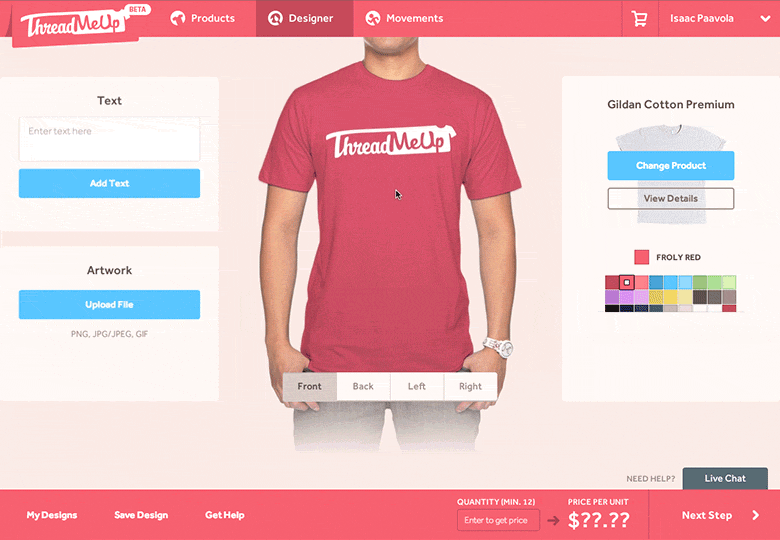 ThreadMeUp
BETA
Products
Designer
Movements
Isaac Paavola
Text
Enter text here
Add Text
Artwork
Upload File
PNG, JPG/JPEG, GIF
ThreadMeUp
Gildan Cotton Premium
Change Product
View Details
FROLY RED
Front
Back
Left
Right
NEED HELP?
Live Chat
My Designs
Save Design
Get Help
QUANTITY (MIN. 12)
Enter to get price
PRICE PER UNIT
$??.??
Next Step